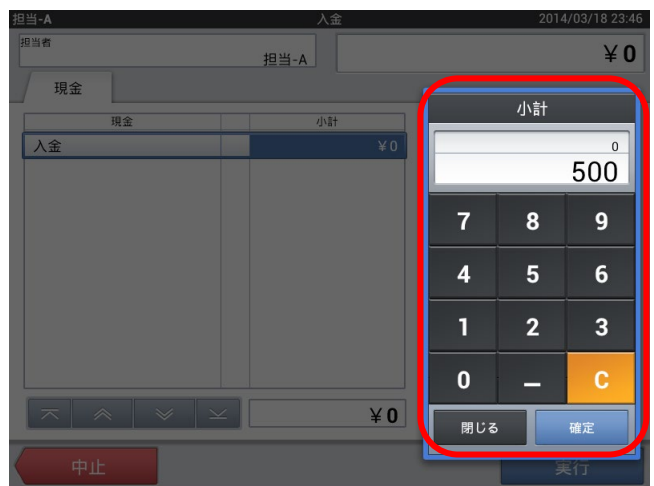 担当-A 入金 2014/03/18 23:46
担当者
担当-A
¥0
現金
現金 小計
入金 ¥0
¥0
中止 実行
小計
0
500
7 8 9
4 5 6
1 2 3
0 – C
閉じる 確定